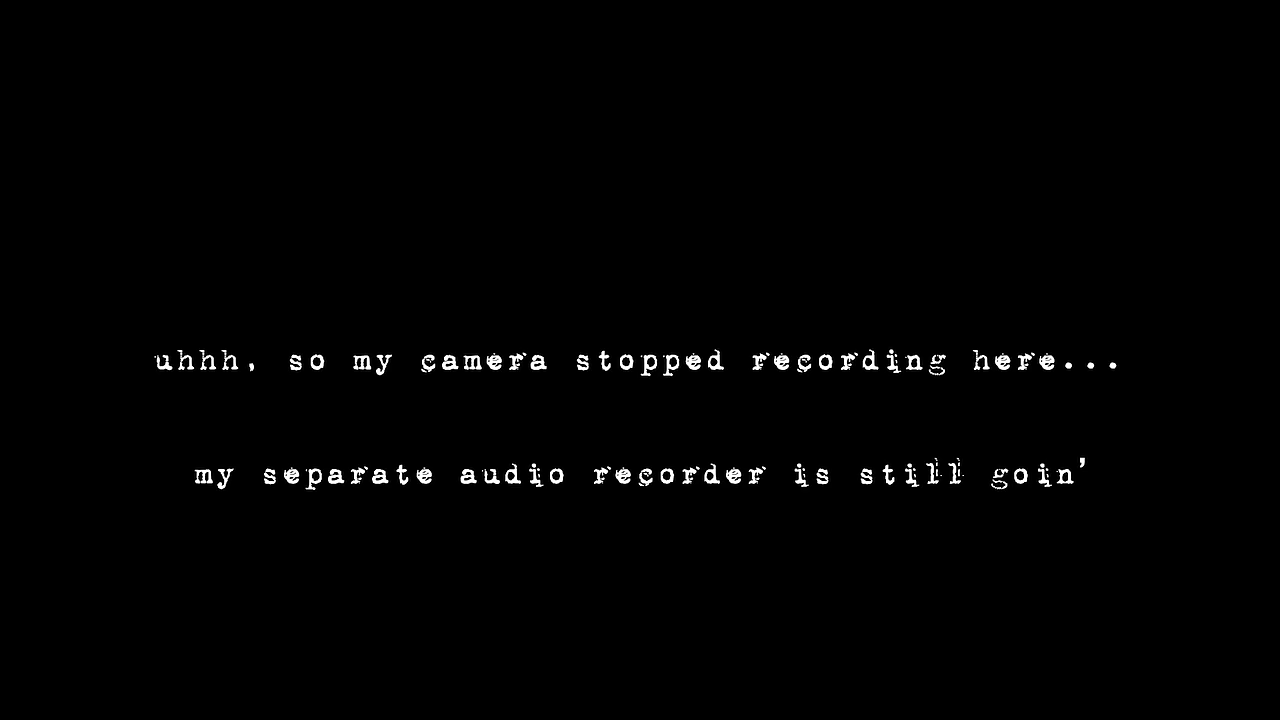 uhhh, so my camera stopped recording here...
my separate audio recorder is still goin'